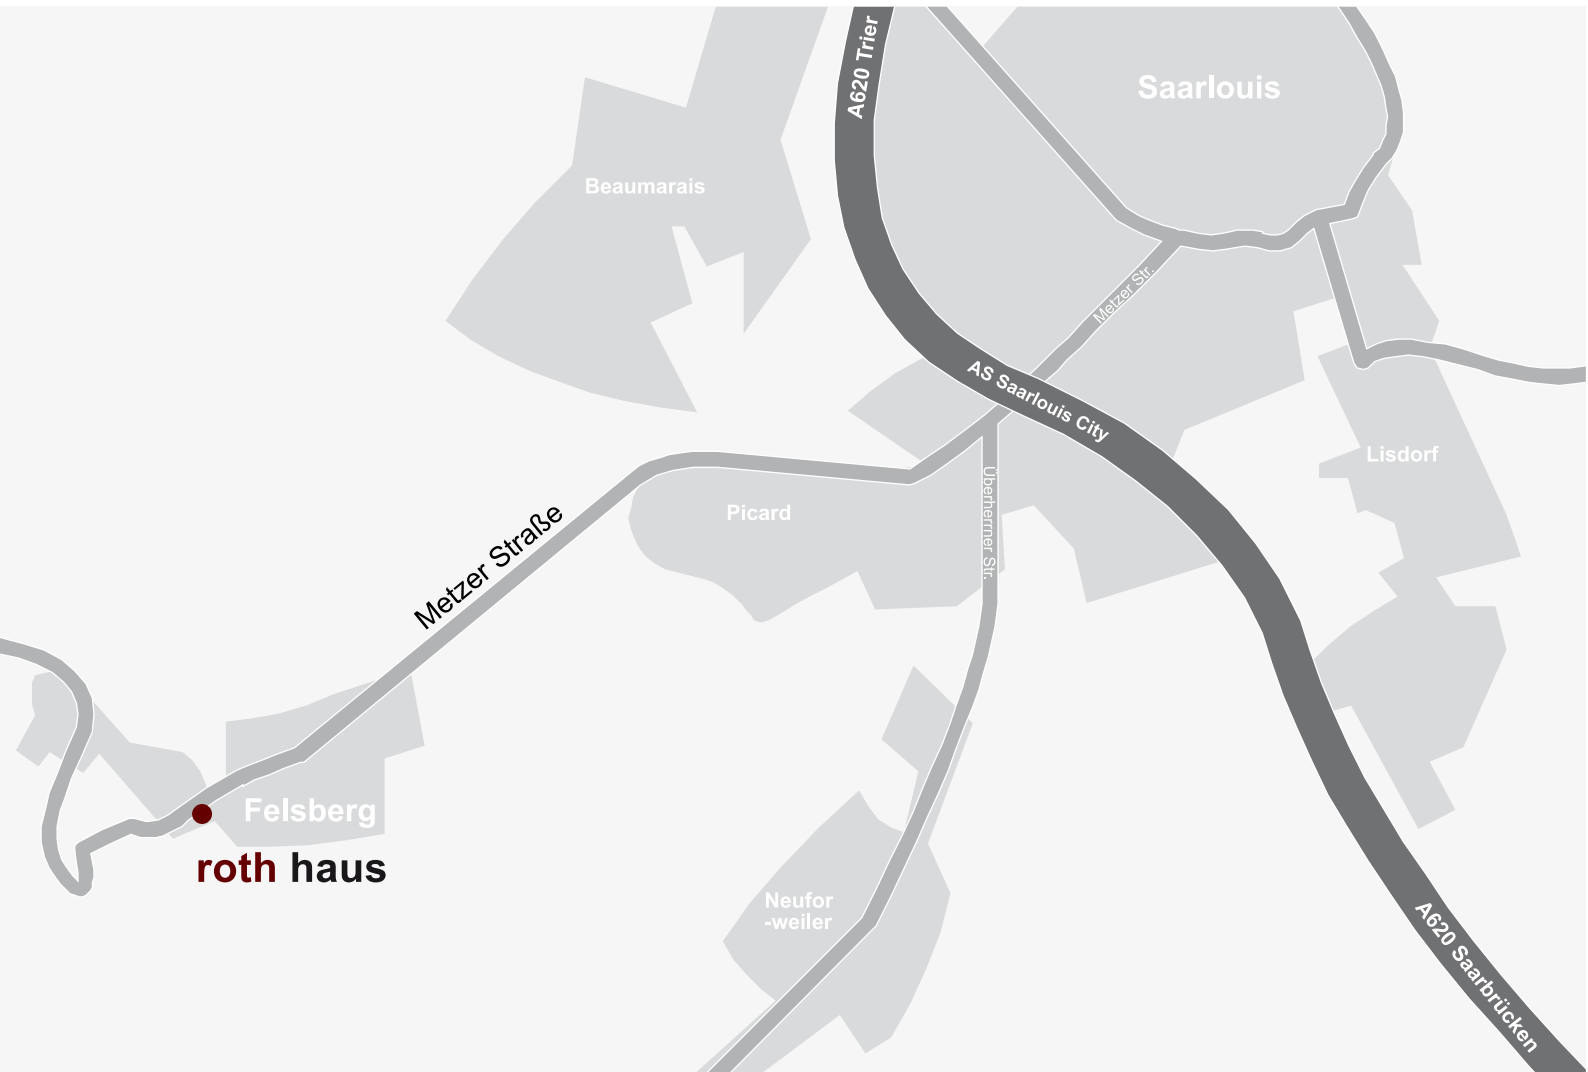 A620 Trier
Saarlouis
Beaumarais
Metzer Str.
AS Saarlouis City
Lisdorf
Überherrner Str.
Picard
Metzer Straße
Felsberg
roth haus
Neufor
-weiler
A620 Saarbrücken